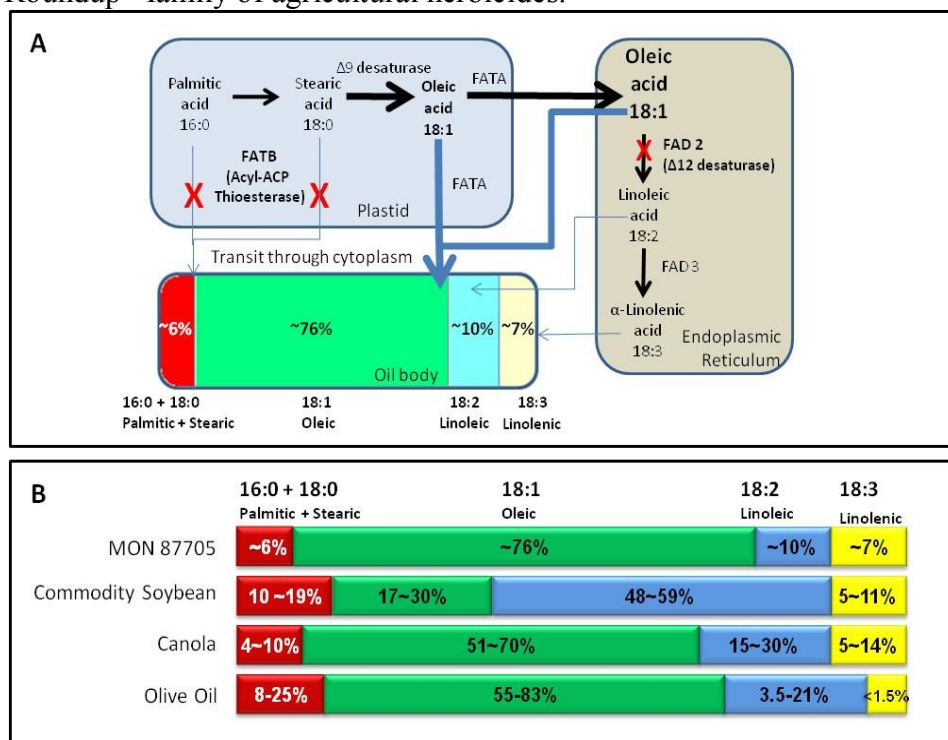 Roundup family of agricultural herbicides.
A
Palmitic
acid
16:0
Stearic
acid
18:0
Δ9 desaturase
Oleic
acid
18:1
FATA
FATB
(Acyl-ACP
Thioesterase)
X
X
FATA
Plastid
Oleic
acid
18:1
X
FAD 2
(Δ12 desaturase)
Linoleic
acid
18:2
FAD 3
α-Linolenic
acid
18:3
Endoplasmic
Reticulum
Transit through cytoplasm
~6%
~76%
~10%
~7%
Oil body
16:0 + 18:0
Palmitic + Stearic
18:1
Oleic
18:2
Linoleic
18:3
Linolenic
B
16:0 + 18:0
Palmitic + Stearic
18:1
Oleic
18:2
Linoleic
18:3
Linolenic
MON 87705 ~6% ~76% ~10% ~7%
Commodity Soybean 10 ~19% 17~30% 48~59% 5~11%
Canola 4~10% 51~70% 15~30% 5~14%
Olive Oil 8-25% 55-83% 3.5-21% <1.5%